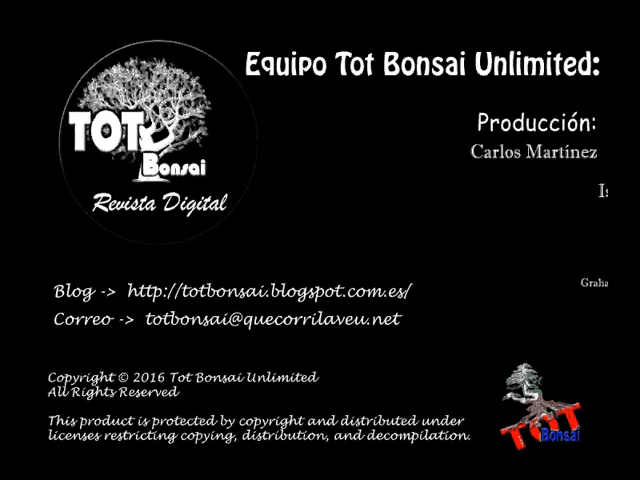 Equipo Tot Bonsai Unlimited:
TOT
Bonsai
Revista Digital
Producción:
Carlos Martínez
Blog -> http://totbonsai.blogspot.com.es/
Correo -> totbonsai@quecorrilaveu.net
Copyright © 2016 Tot Bonsai Unlimited
All Rights Reserved
This product is protected by copyright and distributed under
licenses restricting copying, distribution, and decompilation.
TOT
Bonsai